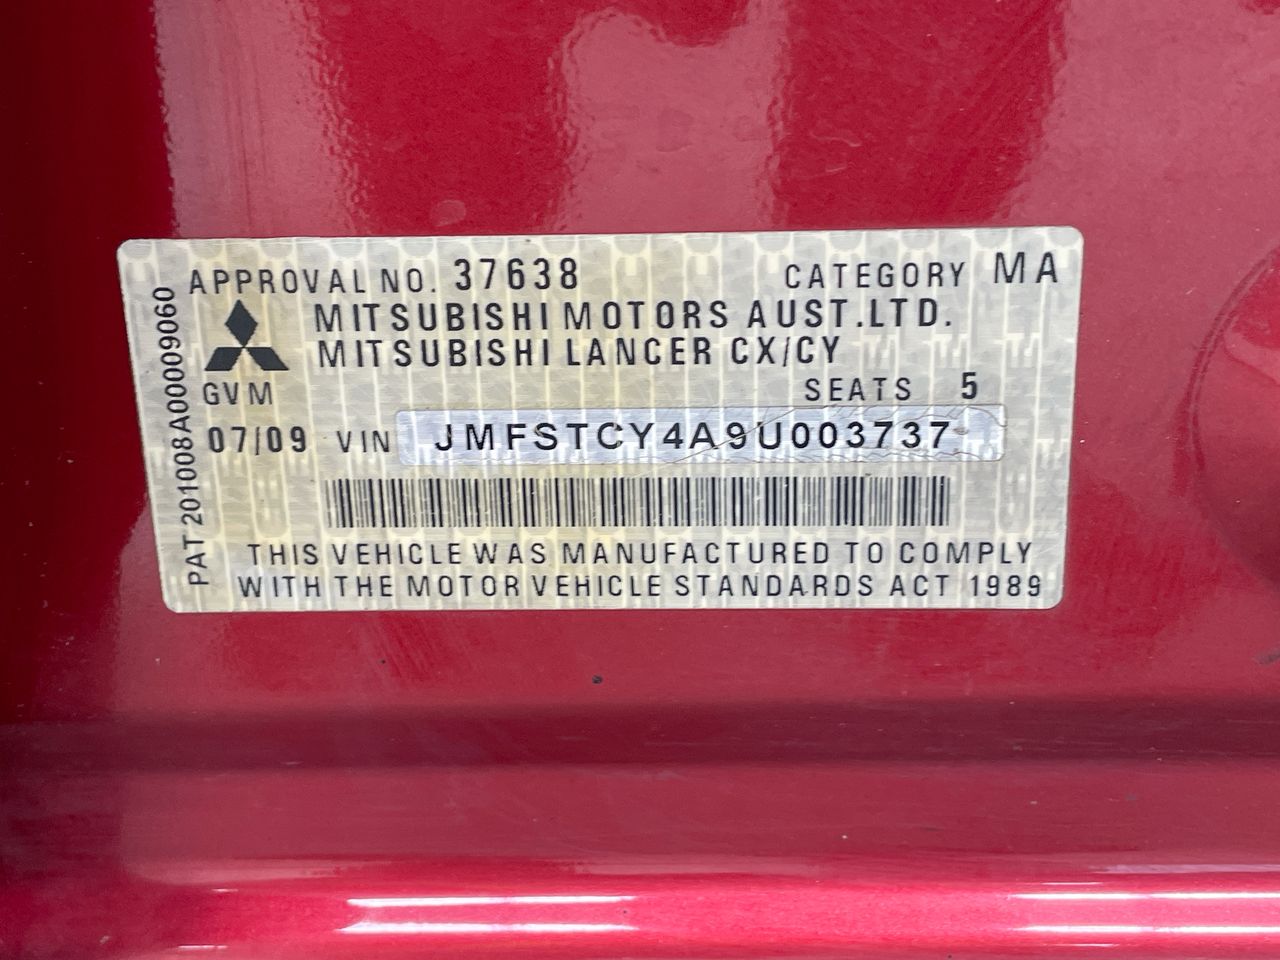 APPROVAL NO. 37638 CATEGORY MA
MITSUBISHI MOTORS AUST.LTD.
MITSUBISHI LANCER CX/CY
GVM SEATS 5
07/09 VIN JMFSTCY4A9U003737
THIS VEHICLE WAS MANUFACTURED TO COMPLY
WITH THE MOTOR VEHICLE STANDARDS ACT 1989
PAT 201008A00009060